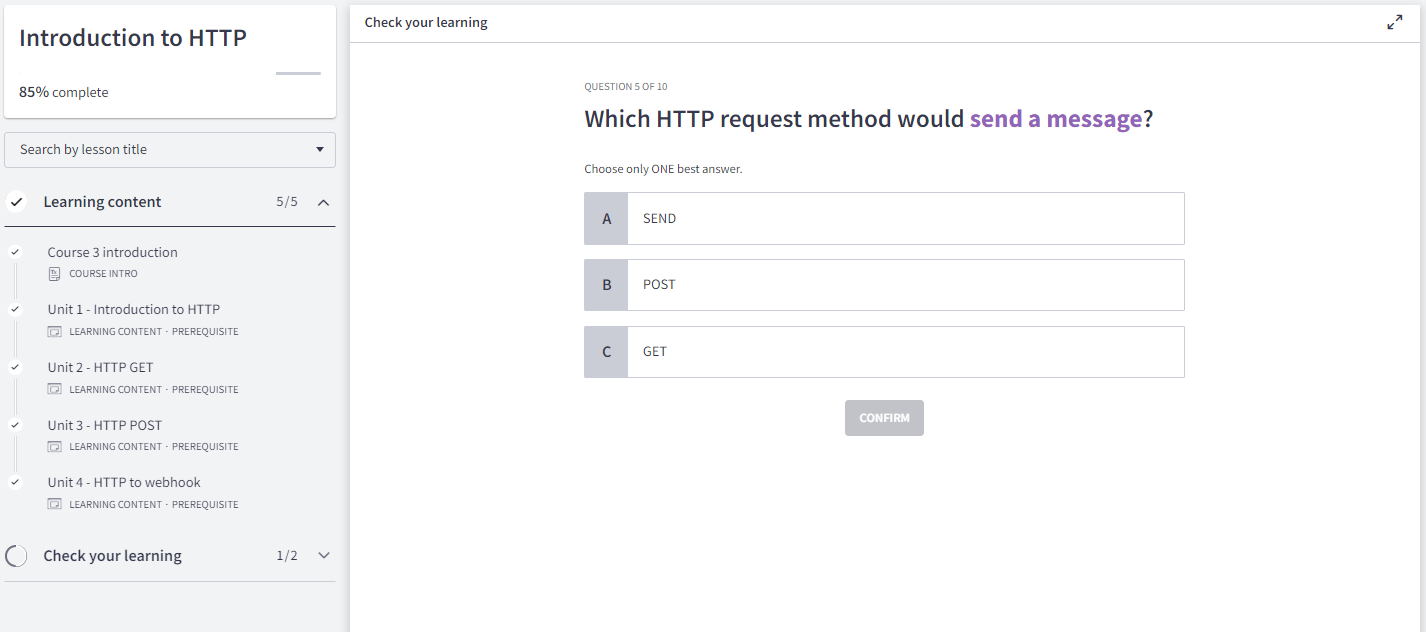 Introduction to HTTP
85% complete
Search by lesson title
Learning content 5/5
Course 3 introduction
COURSE INTRO
Unit 1 - Introduction to HTTP
LEARNING CONTENT · PREREQUISITE
Unit 2 - HTTP GET
LEARNING CONTENT · PREREQUISITE
Unit 3 - HTTP POST
LEARNING CONTENT · PREREQUISITE
Unit 4 - HTTP to webhook
LEARNING CONTENT · PREREQUISITE
Check your learning 1/2
Check your learning
QUESTION 5 OF 10
Which HTTP request method would send a message?
Choose only ONE best answer.
A SEND
B POST
C GET
CONFIRM